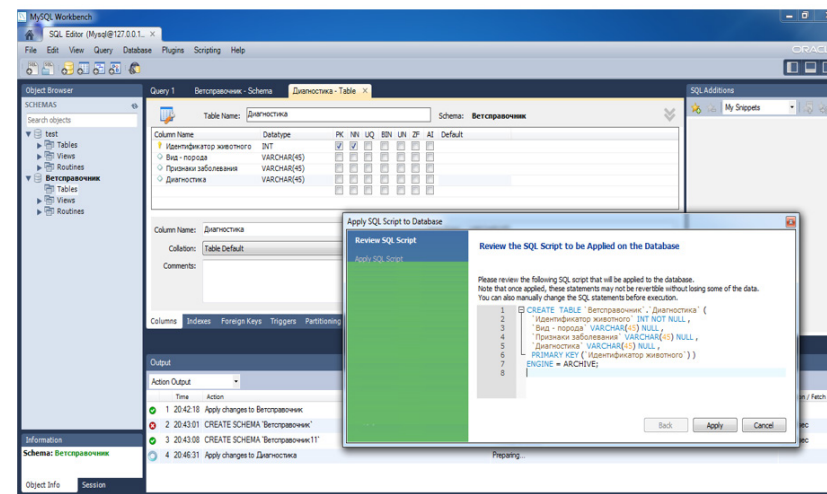 MySQL Workbench
SQL Editor (Mysql@127.0.0.1...
File Edit View Query Database Plugins Scripting Help
ORACL
Object Browser
SCHEMAS
Search objects
test
Tables
Views
Routines
Ветсправочник
Tables
Views
Routines
Query 1 Ветсправочник - Schema Диагностика - Table
Table Name: Диагностика Schema: Ветсправочник
Column Name Datatype PK NN UQ BIN UN ZF AI Default
Идентификатор животного INT
Вид - порода VARCHAR(45)
Признаки заболевания VARCHAR(45)
Диагностика VARCHAR(45)
Column Name: Диагностика
Collation: Table Default
Comments:
Columns Indexes Foreign Keys Triggers Partitioning
SQL Additions
My Snippets
Apply SQL Script to Database
Review SQL Script
Apply SQL Script
Review the SQL Script to be Applied on the Database
Please review the following SQL script that will be applied to the database.
Note that once applied, these statements may not be revertible without losing some of the data.
You can also manually change the SQL statements before execution.
1 CREATE TABLE `Ветсправочник`.`Диагностика` (
2 `Идентификатор животного` INT NOT NULL ,
3 `Вид - порода` VARCHAR(45) NULL ,
4 `Признаки заболевания` VARCHAR(45) NULL ,
5 `Диагностика` VARCHAR(45) NULL ,
6 PRIMARY KEY (`Идентификатор животного`) )
7 ENGINE = ARCHIVE;
8
Back Apply Cancel
Output
Action Output
Time Action
n / Fetch
1 20:42:18 Apply changes to Ветсправочник
2 20:43:01 CREATE SCHEMA `Ветсправочник`
3 20:43:08 CREATE SCHEMA `Ветсправочник11`
4 20:46:31 Apply changes to Диагностика Preparing...
Information
Schema: Ветсправочник
Object Info Session